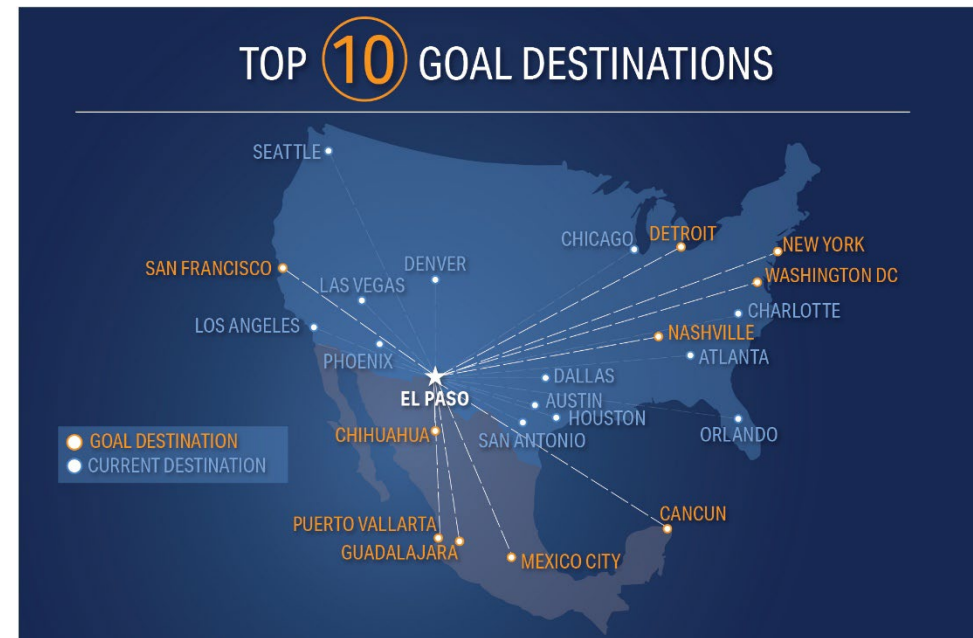 TOP 10 GOAL DESTINATIONS
SEATTLE
CHICAGO
DETROIT
NEW YORK
SAN FRANCISCO
DENVER
WASHINGTON DC
LAS VEGAS
LOS ANGELES
CHARLOTTE
NASHVILLE
PHOENIX
ATLANTA
DALLAS
EL PASO
AUSTIN
HOUSTON
CHIHUAHUA
SAN ANTONIO
ORLANDO
GOAL DESTINATION
CURRENT DESTINATION
CANCUN
PUERTO VALLARTA
GUADALAJARA
MEXICO CITY